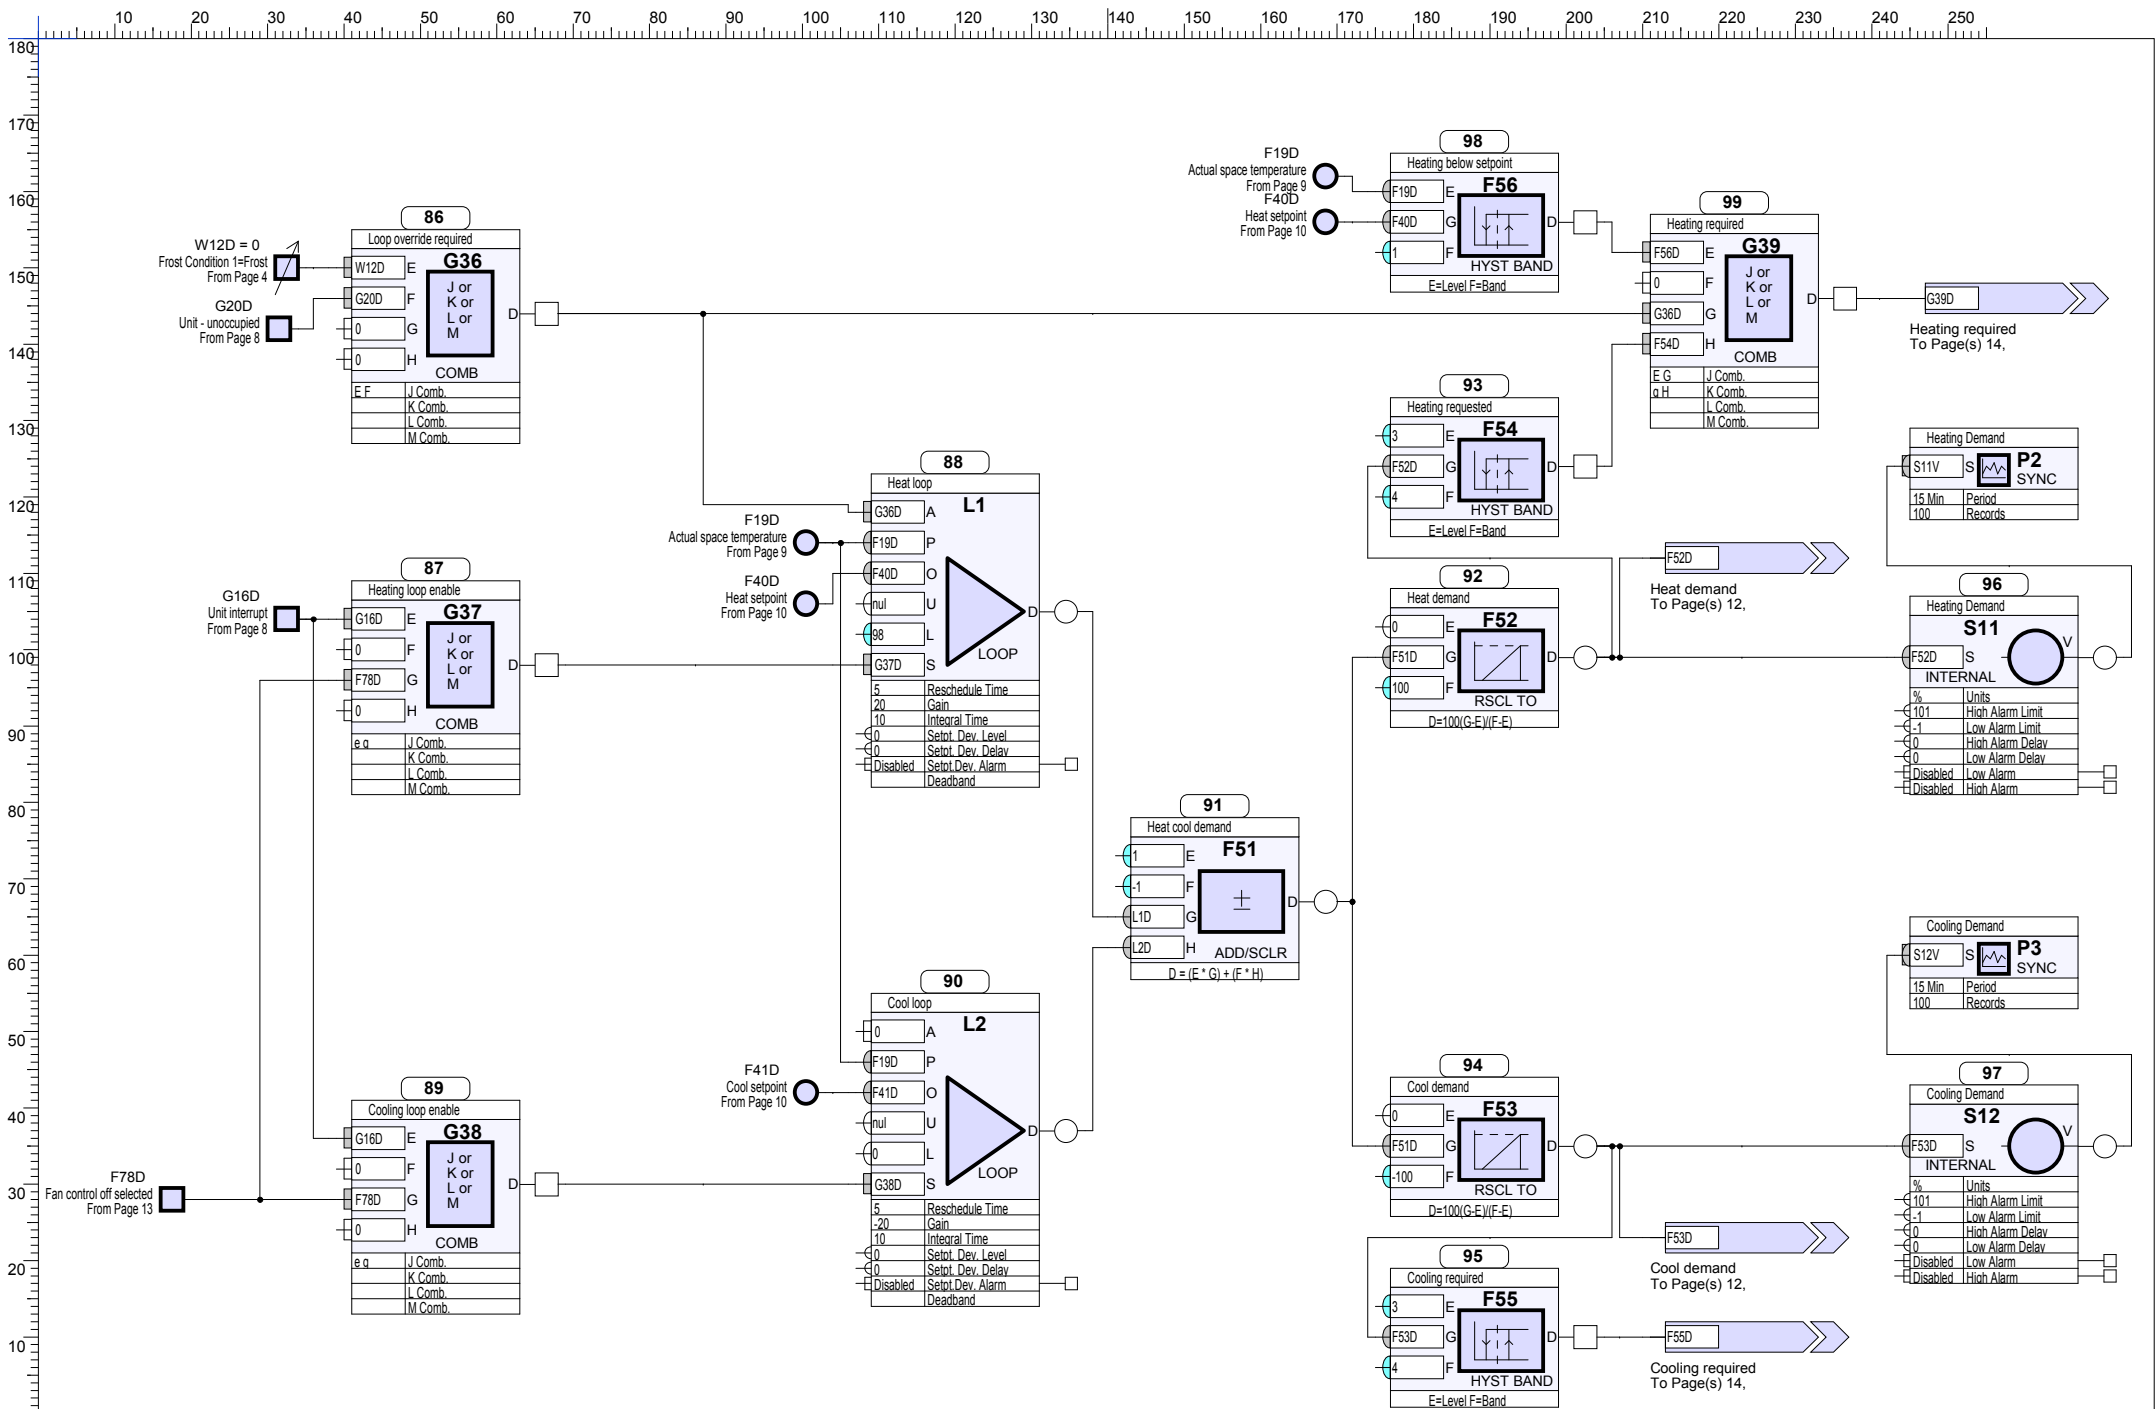 10 20 30 40 50 60 70 80 90 100 110 120 130 140 150 160 170 180 190 200 210 220 230 240 250
180
170
160
150
140
130
120
110
100
90
80
70
60
50
40
30
20
10
W12D = 0
Frost Condition 1=Frost
From Page 4
G20D
Unit - unoccupied
From Page 8
86
Loop override required
G36
W12D E
G20D F
0 G
0 H
J or
K or
L or
M
D
COMB
E F J Comb.
K Comb.
L Comb.
M Comb.
G16D
Unit interrupt
From Page 8
87
Heating loop enable
G37
G16D E
0 F
F78D G
0 H
J or
K or
L or
M
D
COMB
e g J Comb.
K Comb.
L Comb.
M Comb.
F78D
Fan control off selected
From Page 13
89
Cooling loop enable
G38
G16D E
0 F
F78D G
0 H
J or
K or
L or
M
D
COMB
e g J Comb.
K Comb.
L Comb.
M Comb.
F19D
Actual space temperature
From Page 9
F40D
Heat setpoint
From Page 10
88
Heat loop
L1
G36D A
F19D P
F40D O
nul U
98 L
G37D S
D
LOOP
5 Reschedule Time
20 Gain
10 Integral Time
0 Setpt. Dev. Level
0 Setpt. Dev. Delay
Disabled Setpt.Dev. Alarm
Deadband
F41D
Cool setpoint
From Page 10
90
Cool loop
L2
0 A
F19D P
F41D O
nul U
0 L
G38D S
D
LOOP
5 Reschedule Time
-20 Gain
10 Integral Time
0 Setpt. Dev. Level
0 Setpt. Dev. Delay
Disabled Setpt.Dev. Alarm
Deadband
91
Heat cool demand
F51
1 E
-1 F
L1D G
L2D H
±
D
ADD/SCLR
D = (E * G) + (F * H)
F19D
Actual space temperature
From Page 9
F40D
Heat setpoint
From Page 10
98
Heating below setpoint
F56
F19D E
F40D G
1 F
D
HYST BAND
E=Level F=Band
93
Heating requested
F54
3 E
F52D G
4 F
D
HYST BAND
E=Level F=Band
92
Heat demand
F52
0 E
F51D G
100 F
D
RSCL TO
D=100(G-E)/(F-E)
94
Cool demand
F53
0 E
F51D G
-100 F
D
RSCL TO
D=100(G-E)/(F-E)
95
Cooling required
F55
3 E
F53D G
4 F
D
HYST BAND
E=Level F=Band
99
Heating required
G39
F56D E
0 F
G36D G
F54D H
J or
K or
L or
M
D
COMB
E G J Comb.
g H K Comb.
L Comb.
M Comb.
G39D
Heating required
To Page(s) 14,
F52D
Heat demand
To Page(s) 12,
Heating Demand
P2
S11V S
SYNC
15 Min Period
100 Records
96
Heating Demand
S11
F52D S
V
INTERNAL
% Units
101 High Alarm Limit
-1 Low Alarm Limit
0 High Alarm Delay
0 Low Alarm Delay
Disabled Low Alarm
Disabled High Alarm
Cooling Demand
P3
S12V S
SYNC
15 Min Period
100 Records
97
Cooling Demand
S12
F53D S
V
INTERNAL
% Units
101 High Alarm Limit
-1 Low Alarm Limit
0 High Alarm Delay
0 Low Alarm Delay
Disabled Low Alarm
Disabled High Alarm
F53D
Cool demand
To Page(s) 12,
F55D
Cooling required
To Page(s) 14,